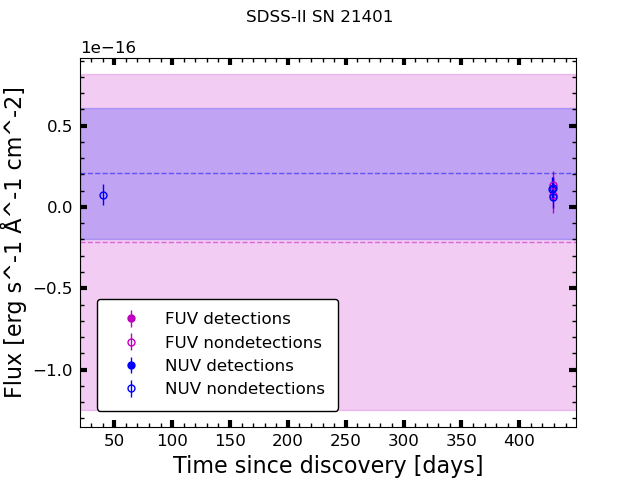 SDSS-II SN 21401
1e−16
Flux [erg s^-1 Å^-1 cm^-2]
0.5
0.0
−0.5
−1.0
FUV detections
FUV nondetections
NUV detections
NUV nondetections
50 100 150 200 250 300 350 400
Time since discovery [days]